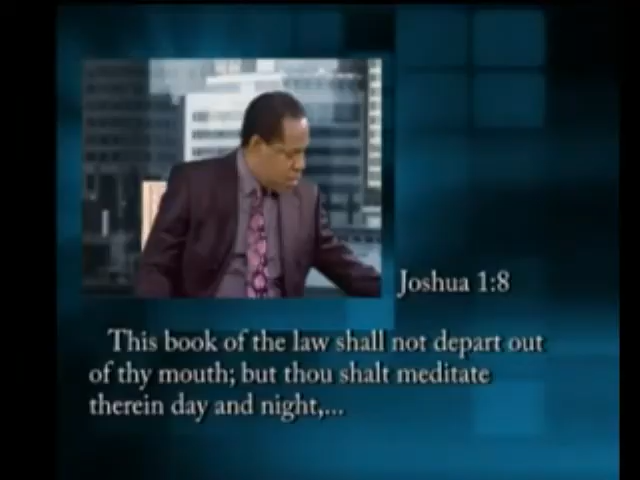 Joshua 1:8
This book of the law shall not depart out
of thy mouth; but thou shalt meditate
therein day and night,...